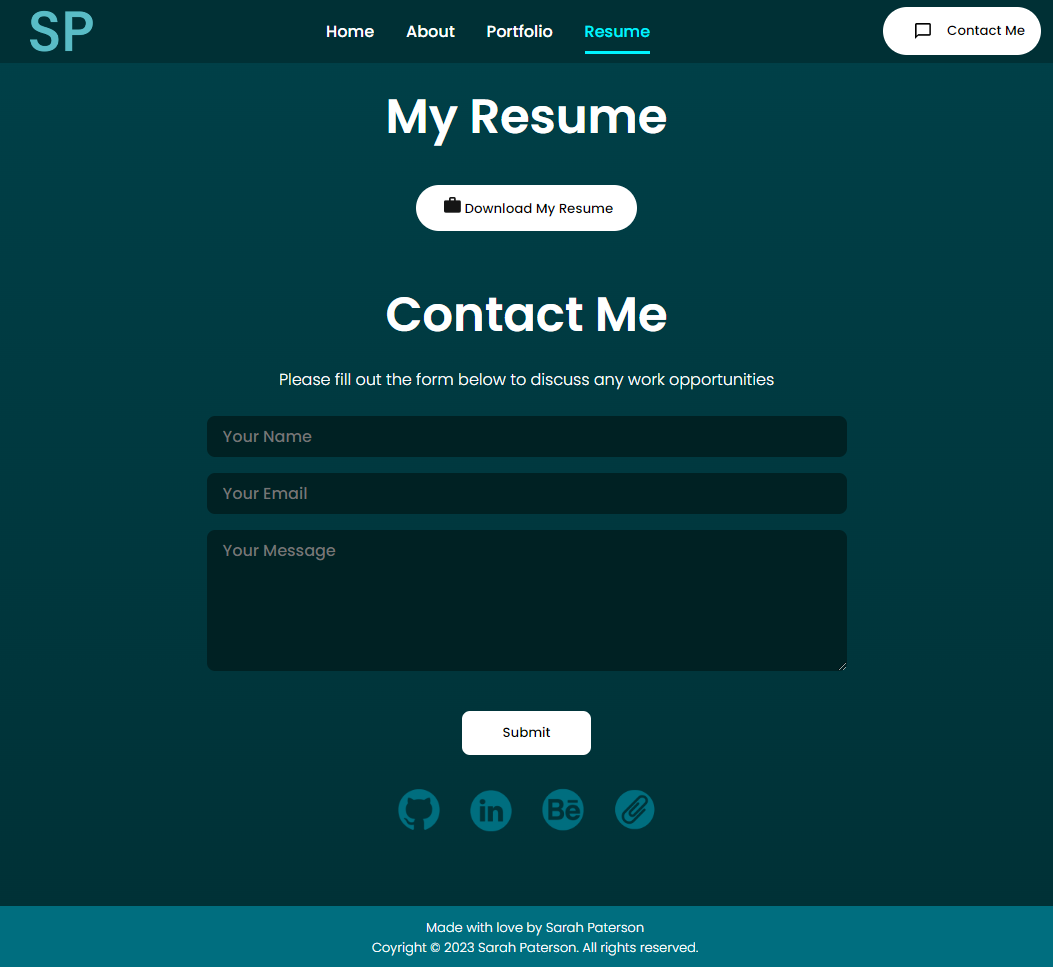 SP
Home About Portfolio Resume Contact Me
My Resume
Download My Resume
Contact Me
Please fill out the form below to discuss any work opportunities
Your Name
Your Email
Your Message
Submit
in Bē
Made with love by Sarah Paterson
Coyright © 2023 Sarah Paterson. All rights reserved.